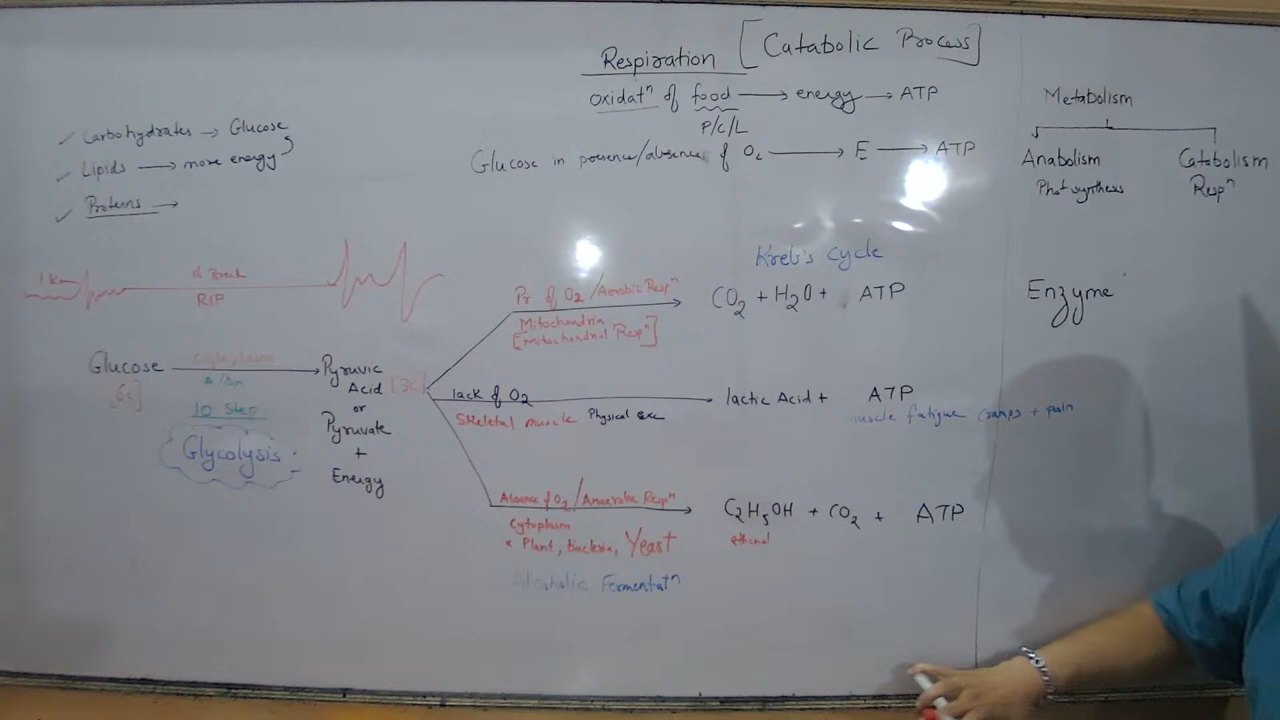 Respiration [Catabolic Process]
oxidatⁿ of food → energy → ATP
P/C/L
Glucose in presence/absence of O₂ → E → ATP
Metabolism
Anabolism
Photosynthesis
Catabolism
Respⁿ
✓ Carbohydrates → Glucose
✓ Lipids → more energy
✓ Proteins →
1 km
RIP
Glucose
[6C]
Cytoplasm
10 Step
Glycolysis
Pyruvic
Acid [3C]
or
Pyruvate
+
Energy
Pr of O₂/Aerobic Respⁿ
Mitochondria
[Mitochondrial Respⁿ]
Kreb's Cycle
CO₂ + H₂O + ATP
Enzyme
lack of O₂
Skeletal muscle Physical exc
lactic Acid + ATP
muscle fatigue cramps + pain
Absence of O₂/Anaerobic Respⁿ
Cytoplasm
* Plant, bacteria, Yeast
Alcoholic Fermentatⁿ
C₂H₅OH + CO₂ + ATP
ethanol